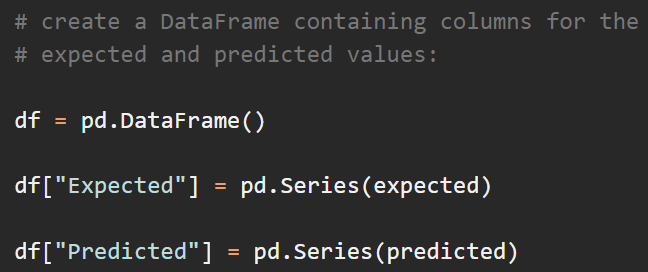 # create a DataFrame containing columns for the
# expected and predicted values:
df = pd.DataFrame()
df["Expected"] = pd.Series(expected)
df["Predicted"] = pd.Series(predicted)